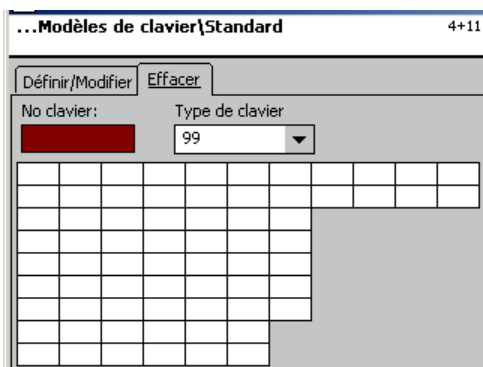 ...Modèles de clavier\Standard 4+11
Définir/Modifier Effacer
No clavier: Type de clavier
99